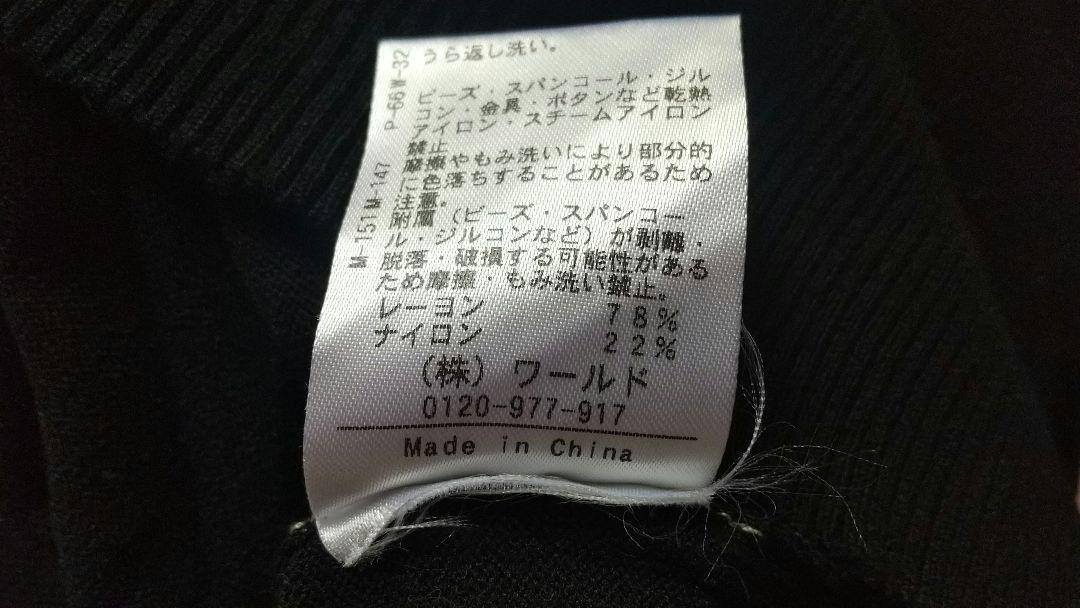 うら返し洗い。
ビーズ・スパンコール・ジル
コン・金具・ボタンなど乾熱
アイロン・スチームアイロン
禁止
摩擦やもみ洗いにより部分的
に色落ちすることがあるため
注意。
附属(ビーズ・スパンコー
ル・ジルコンなど)が剥離・
脱落・破損する可能性がある
ため摩擦・もみ洗い禁止。
レーヨン 78%
ナイロン 22%
(株)ワールド
0120-977-917
Made in China
P-66W-32
M-151M-147